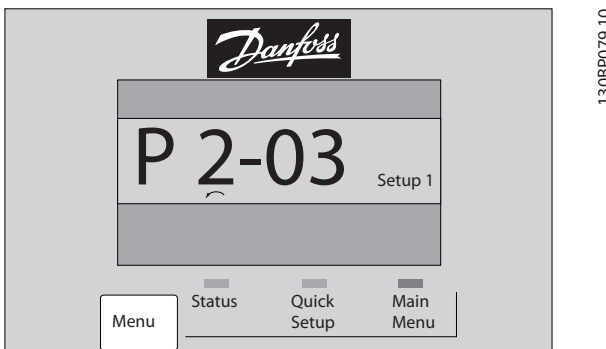 Danfoss
P 2-03
Setup 1
Status
Quick Setup
Main Menu
Menu
130BP079.10